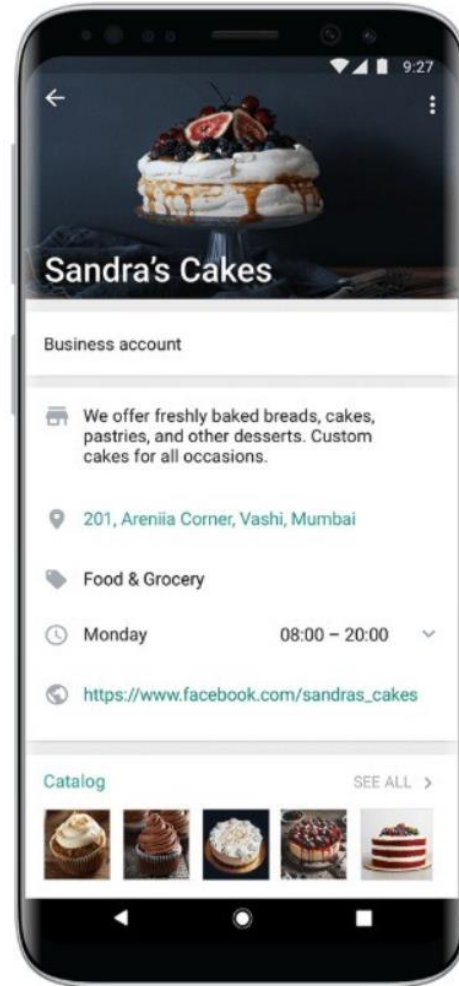 9:27
Sandra's Cakes
Business account
We offer freshly baked breads, cakes,
pastries, and other desserts. Custom
cakes for all occasions.
201, Areniia Corner, Vashi, Mumbai
Food & Grocery
Monday 08:00 – 20:00
https://www.facebook.com/sandras_cakes
Catalog SEE ALL